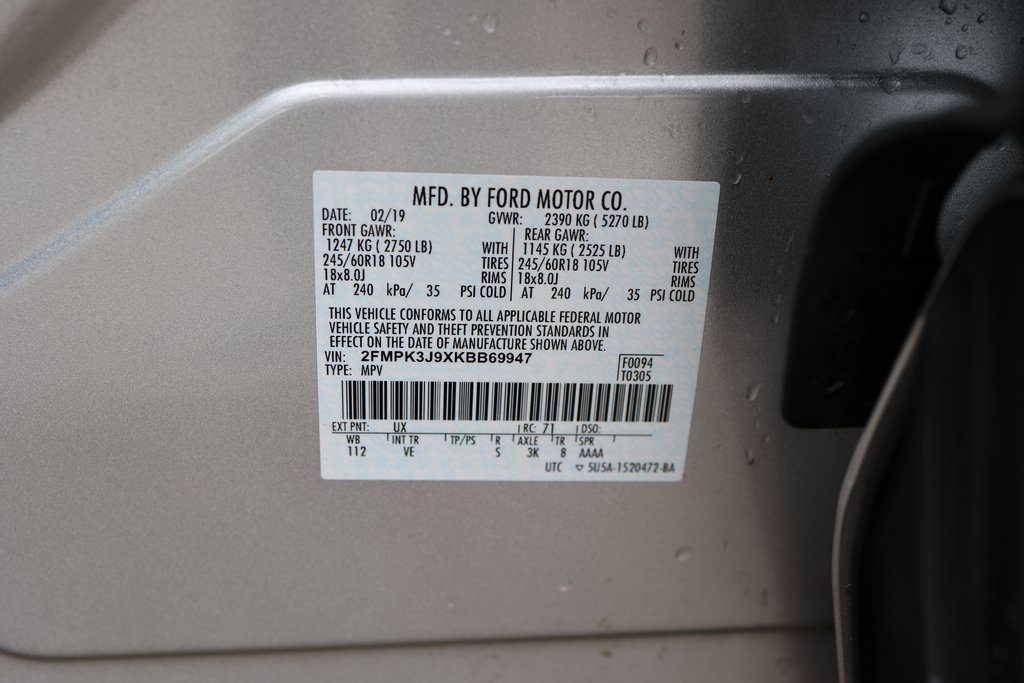 MFD. BY FORD MOTOR CO.
DATE: 02/19 GVWR: 2390 KG ( 5270 LB)
FRONT GAWR: REAR GAWR:
1247 KG ( 2750 LB) WITH 1145 KG ( 2525 LB) WITH
245/60R18 105V TIRES 245/60R18 105V TIRES
18x8.0J RIMS 18x8.0J RIMS
AT 240 kPa/ 35 PSI COLD AT 240 kPa/ 35 PSI COLD
THIS VEHICLE CONFORMS TO ALL APPLICABLE FEDERAL MOTOR
VEHICLE SAFETY AND THEFT PREVENTION STANDARDS IN
EFFECT ON THE DATE OF MANUFACTURE SHOWN ABOVE.
VIN: 2FMPK3J9XKBB69947 F0094
TYPE: MPV T0305
EXT PNT: UX RC: 71 DSO:
WB INT TR TP/PS R AXLE TR SPR
112 VE S 3K 8 AAAA
UTC ▽ 5U5A-1520472-BA